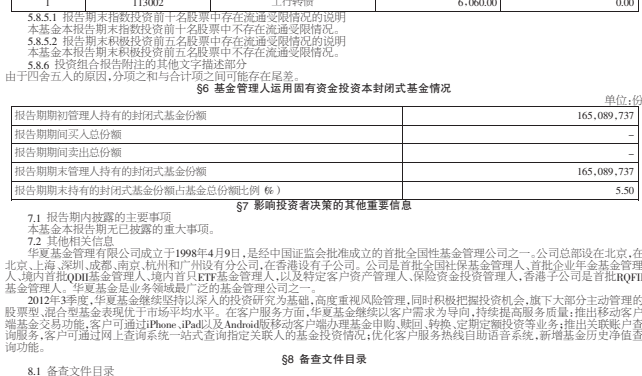 1 113002 工行转债 6,060.00 0.00
5.8.5.1 报告期末指数投资前十名股票中存在流通受限情况的说明
本基金本报告期末指数投资前十名股票中不存在流通受限情况。
5.8.5.2 报告期末积极投资前五名股票中存在流通受限情况的说明
本基金本报告期末积极投资前五名股票中不存在流通受限情况。
5.8.6 投资组合报告附注的其他文字描述部分
由于四舍五入的原因,分项之和与合计项之间可能存在尾差。
§6 基金管理人运用固有资金投资本封闭式基金情况
单位:份
报告期期初管理人持有的封闭式基金份额 165,089,737
报告期期间买入总份额 –
报告期期间卖出总份额 –
报告期期末管理人持有的封闭式基金份额 165,089,737
报告期期末持有的封闭式基金份额占基金总份额比例(%) 5.50
§7 影响投资者决策的其他重要信息
7.1 报告期内披露的主要事项
本基金本报告期无已披露的重大事项。
7.2 其他相关信息
华夏基金管理有限公司成立于1998年4月9日,是经中国证监会批准成立的首批全国性基金管理公司之一。公司总部设在北京,在
北京、上海、深圳、成都、南京、杭州和广州设有分公司,在香港设有子公司。公司是首批全国社保基金管理人、首批企业年金基金管理
人、境内首批QDII基金管理人、境内首只ETF基金管理人,以及特定客户资产管理人、保险资金投资管理人,香港子公司是首批RQFII
基金管理人。华夏基金是业务领域最广泛的基金管理公司之一。
2012年3季度,华夏基金继续坚持以深入的投资研究为基础,高度重视风险管理,同时积极把握投资机会,旗下大部分主动管理的
股票型、混合型基金表现优于市场平均水平。在客户服务方面,华夏基金继续以客户需求为导向,持续提高服务质量:推出移动客户
端基金交易功能,客户可通过iPhone、iPad以及Android版移动客户端办理基金申购、赎回、转换、定期定额投资等业务;推出关联账户查
询服务,客户可通过网上查询系统一站式查询指定关联人的基金投资情况;优化客户服务热线自助语音系统,新增基金历史净值查
询功能。
§8 备查文件目录
8.1 备查文件目录